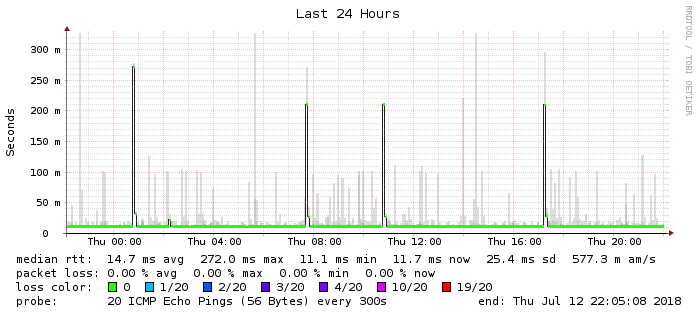 Last 24 Hours
RRDTOOL / TOBI OETIKER
Seconds
300 m
250 m
200 m
150 m
100 m
50 m
0
Thu 00:00 Thu 04:00 Thu 08:00 Thu 12:00 Thu 16:00 Thu 20:00
median rtt: 14.7 ms avg 272.0 ms max 11.1 ms min 11.7 ms now 25.4 ms sd 577.3 m am/s
packet loss: 0.00 % avg 0.00 % max 0.00 % min 0.00 % now
loss color: 0 1/20 2/20 3/20 4/20 10/20 19/20
probe: 20 ICMP Echo Pings (56 Bytes) every 300s end: Thu Jul 12 22:05:08 2018